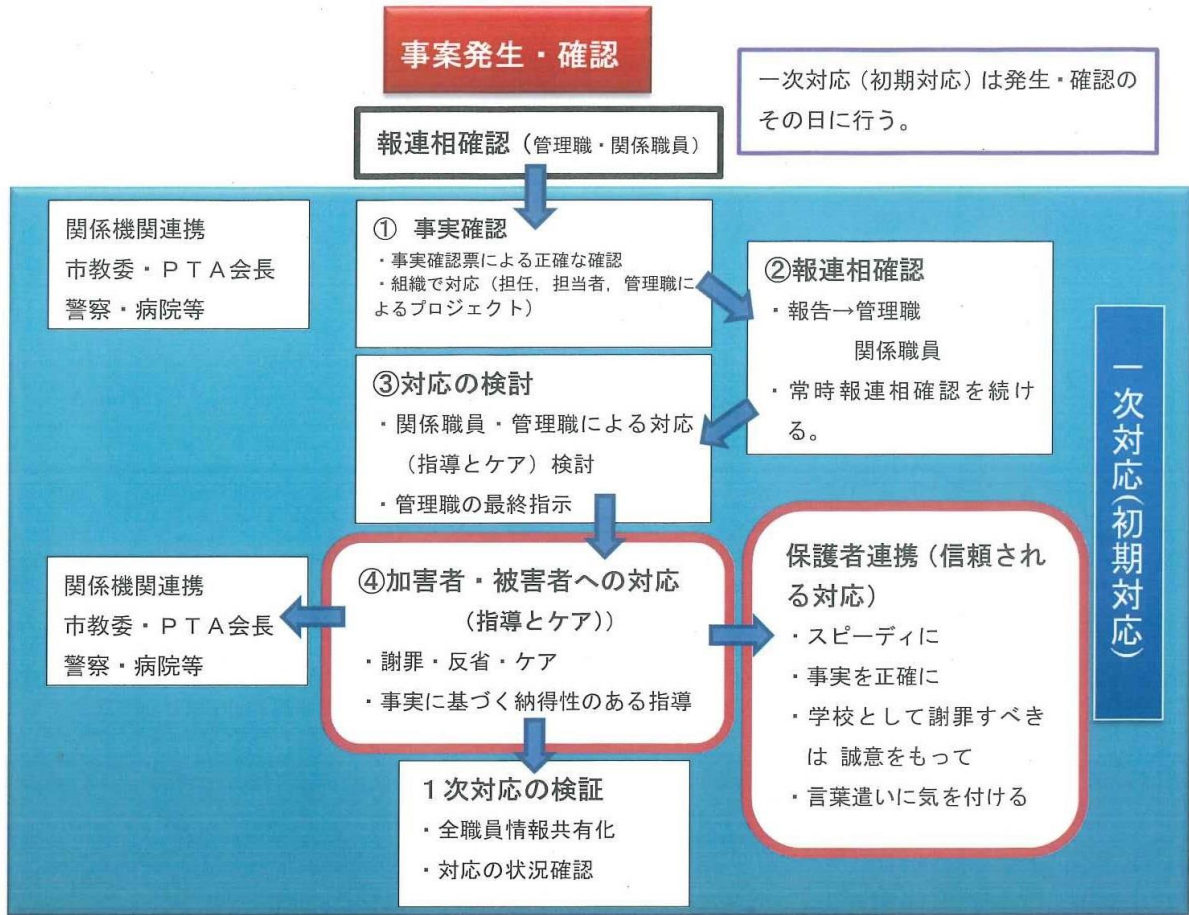 事案発生・確認
一次対応（初期対応）は発生・確認の
その日に行う。
報連相確認（管理職・関係職員）
関係機関連携
市教委・ＰＴＡ会長
警察・病院等
① 事実確認
・事実確認票による正確な確認
・組織で対応（担任，担当者，管理職に
よるプロジェクト）
②報連相確認
・報告→管理職
関係職員
・常時報連相確認を続け
る。
③対応の検討
・関係職員・管理職による対応
（指導とケア）検討
・管理職の最終指示
一次対応(初期対応)
関係機関連携
市教委・ＰＴＡ会長
警察・病院等
④加害者・被害者への対応
（指導とケア））
・謝罪・反省・ケア
・事実に基づく納得性のある指導
保護者連携（信頼され
る対応）
・スピーディに
・事実を正確に
・学校として謝罪すべき
は 誠意をもって
・言葉遣いに気を付ける
１次対応の検証
・全職員情報共有化
・対応の状況確認